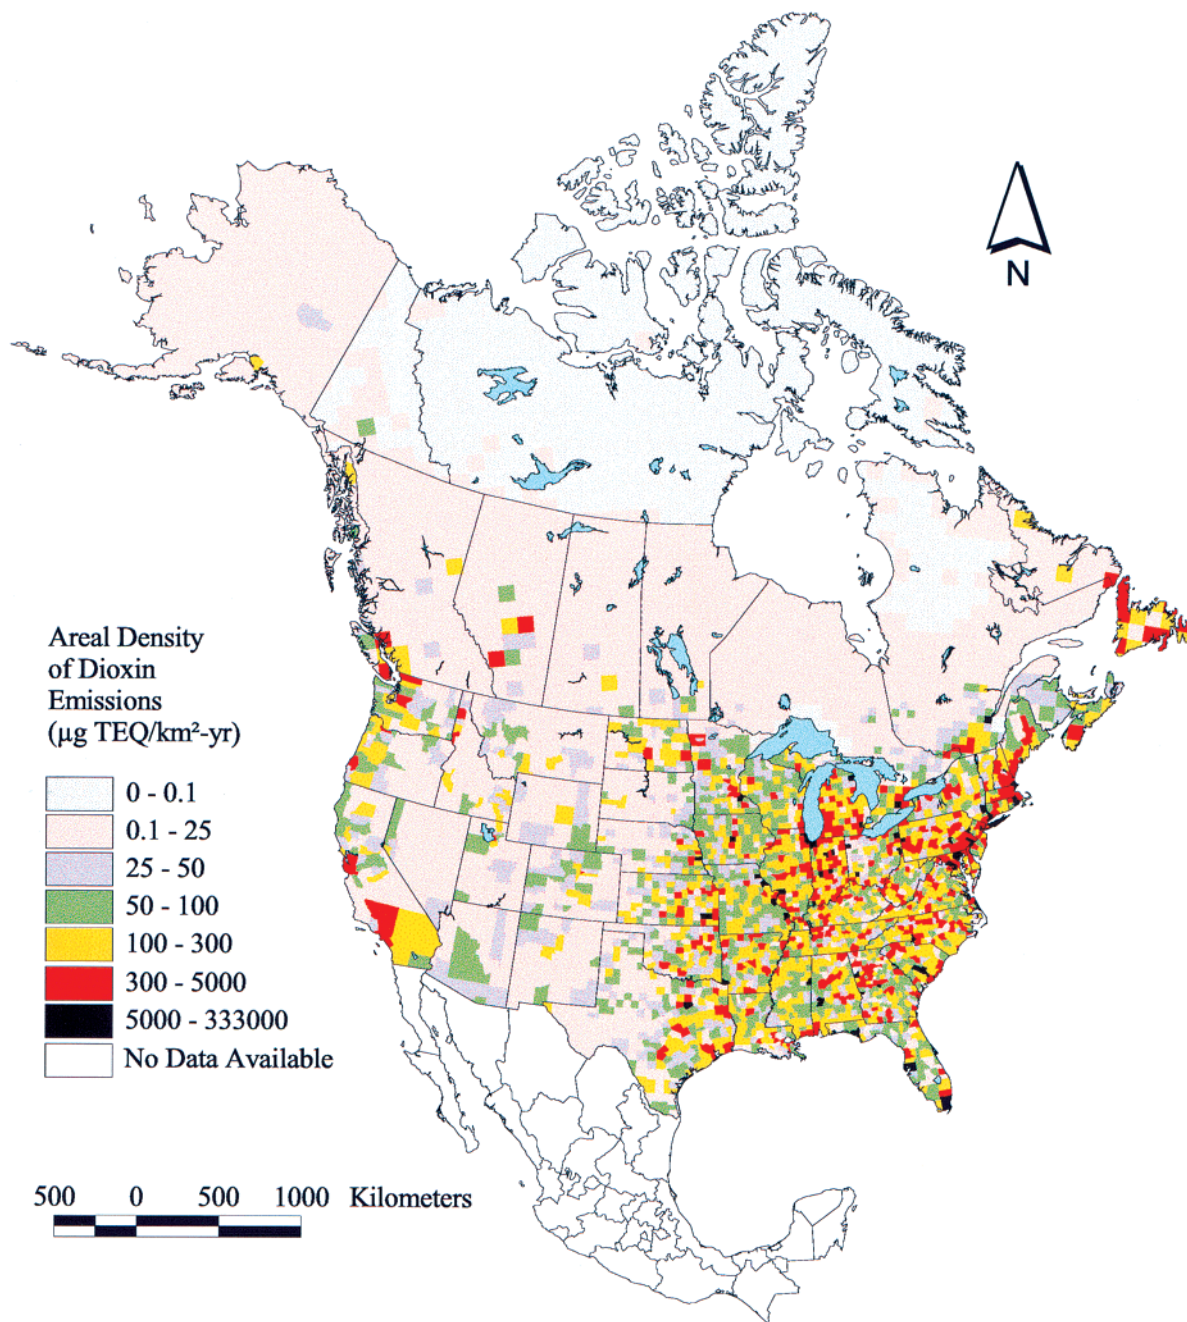 N
Areal Density
of Dioxin
Emissions
(µg TEQ/km²-yr)
0 - 0.1
0.1 - 25
25 - 50
50 - 100
100 - 300
300 - 5000
5000 - 333000
No Data Available
500 0 500 1000 Kilometers